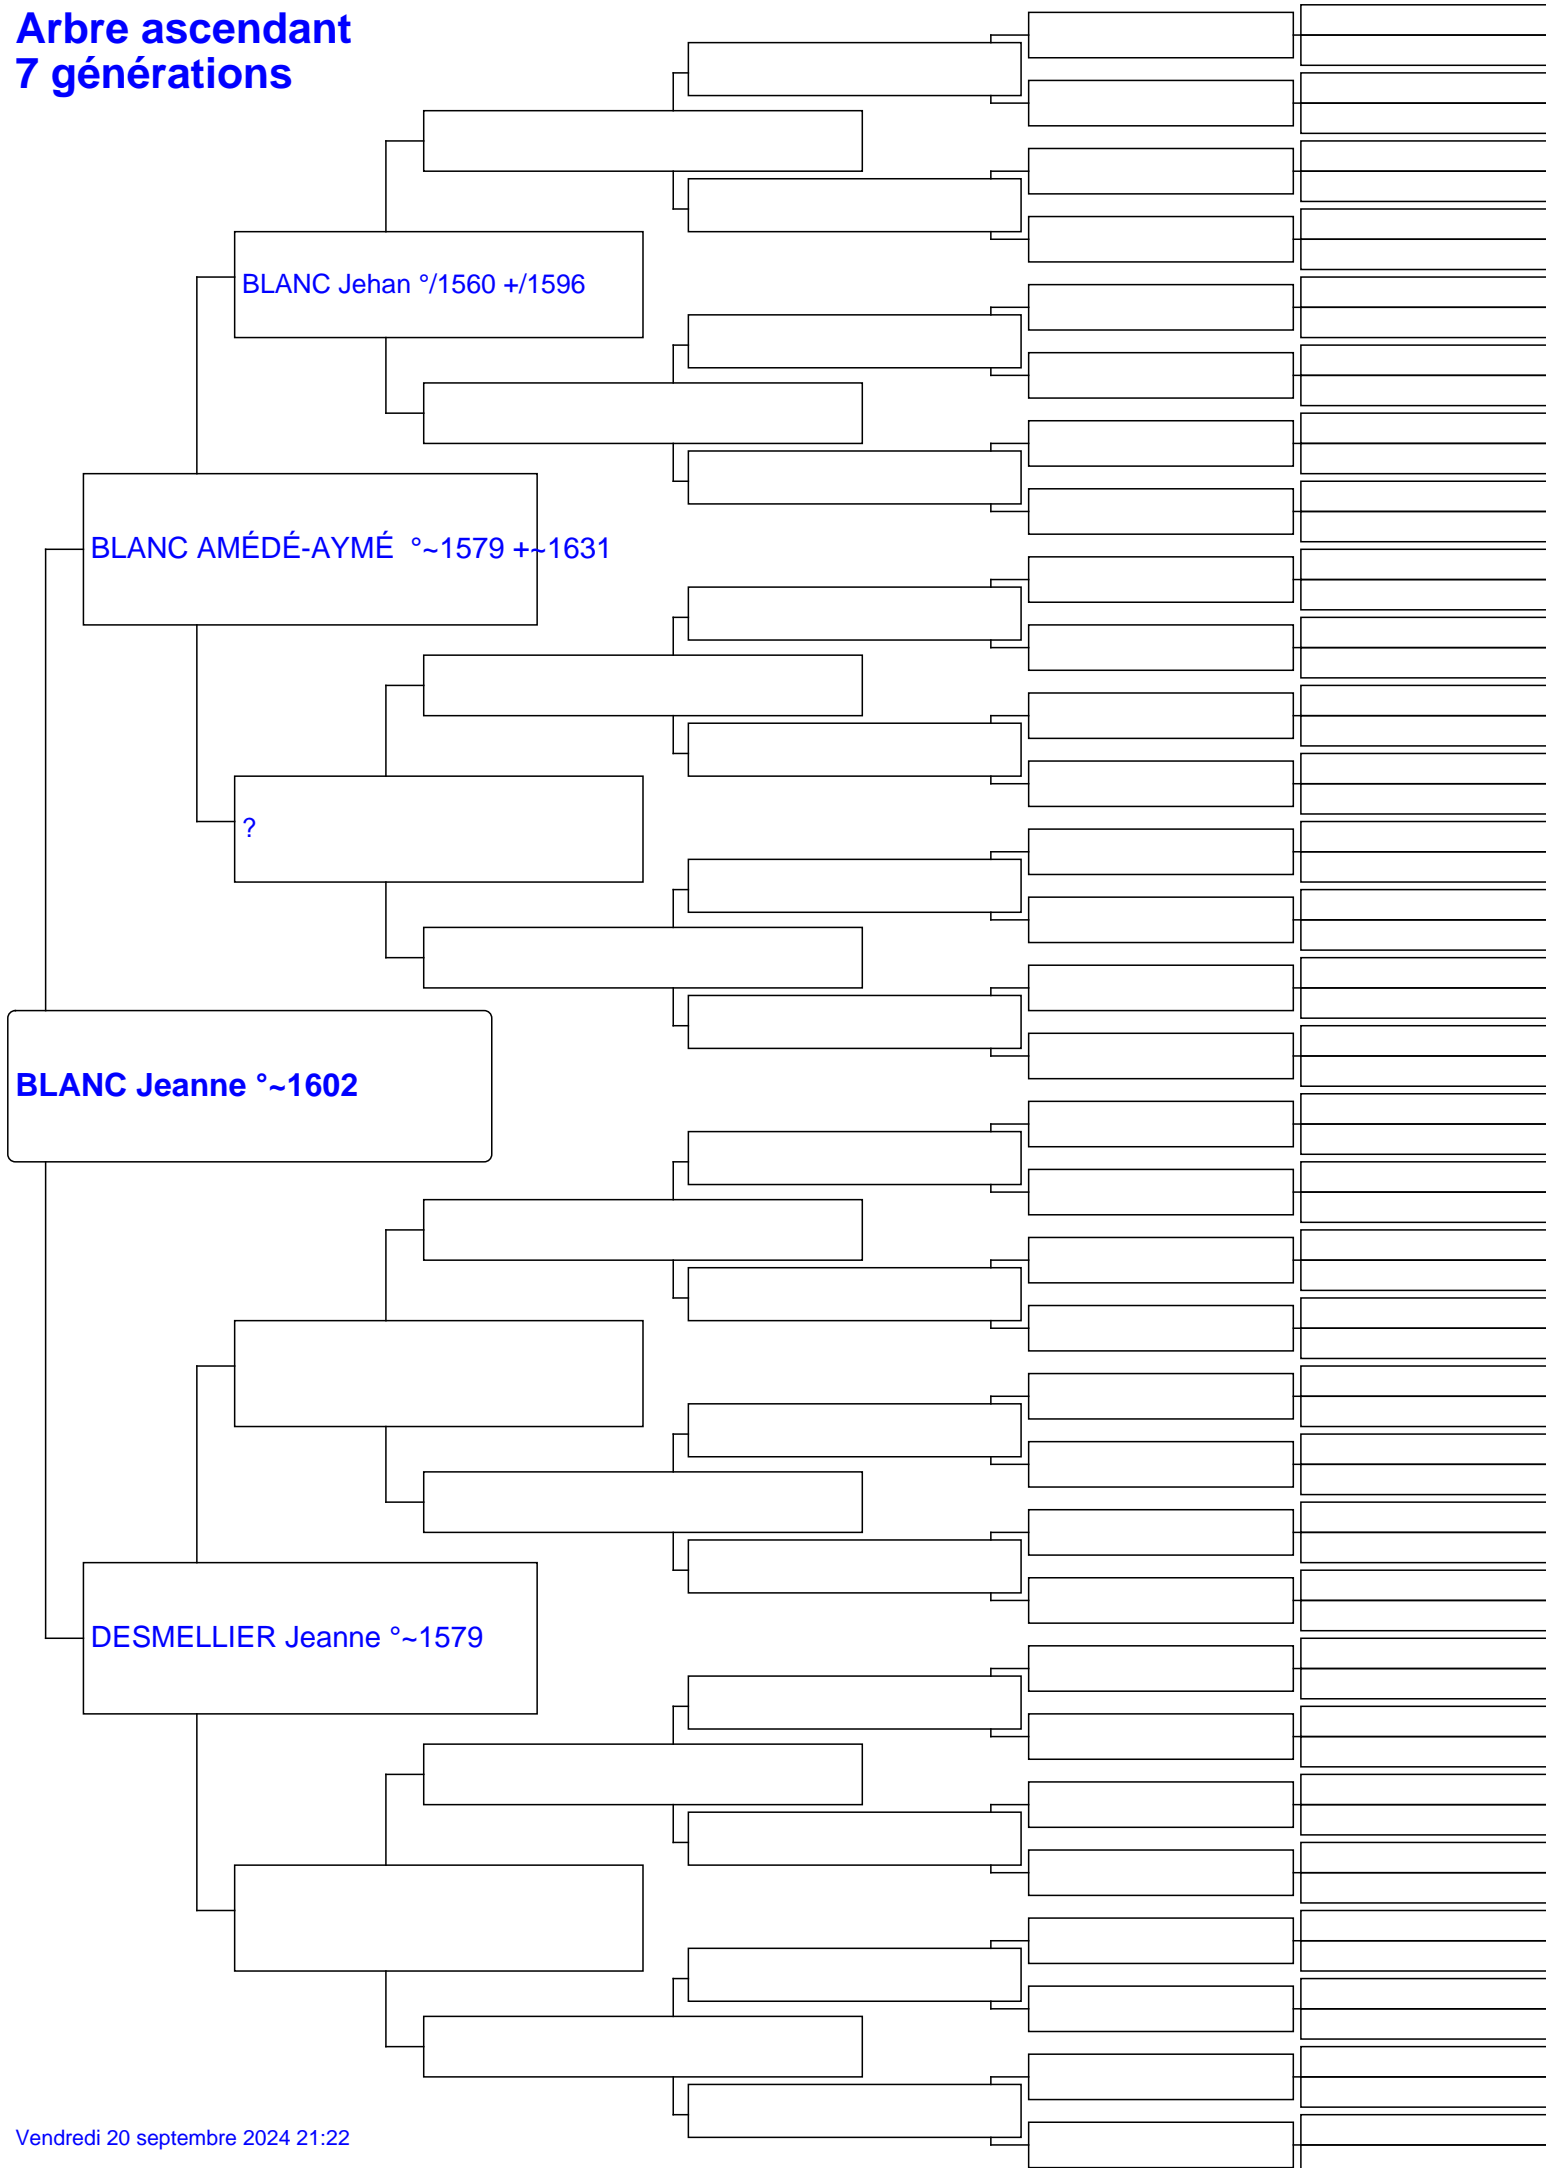 Arbre ascendant
7 générations
BLANC Jehan °/1560 +/1596
BLANC AMÉDÉ-AYMÉ  °~1579 +~1631
?
BLANC Jeanne °~1602
DESMELLIER Jeanne °~1579
Vendredi 20 septembre 2024 21:22